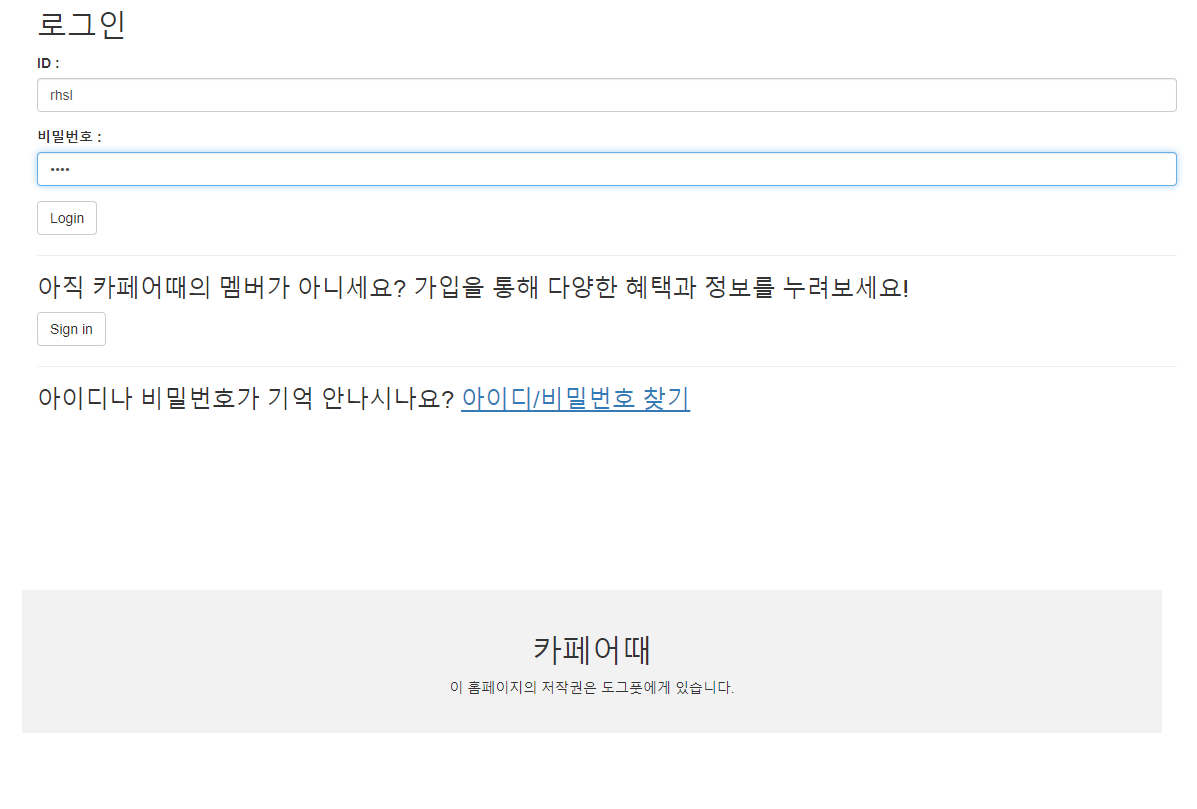 로그인
ID :
rhsl
비밀번호 :
••••
Login
아직 카페어때의 멤버가 아니세요? 가입을 통해 다양한 혜택과 정보를 누려보세요!
Sign in
아이디나 비밀번호가 기억 안나시나요? 아이디/비밀번호 찾기
카페어때
이 홈페이지의 저작권은 도그풋에게 있습니다.